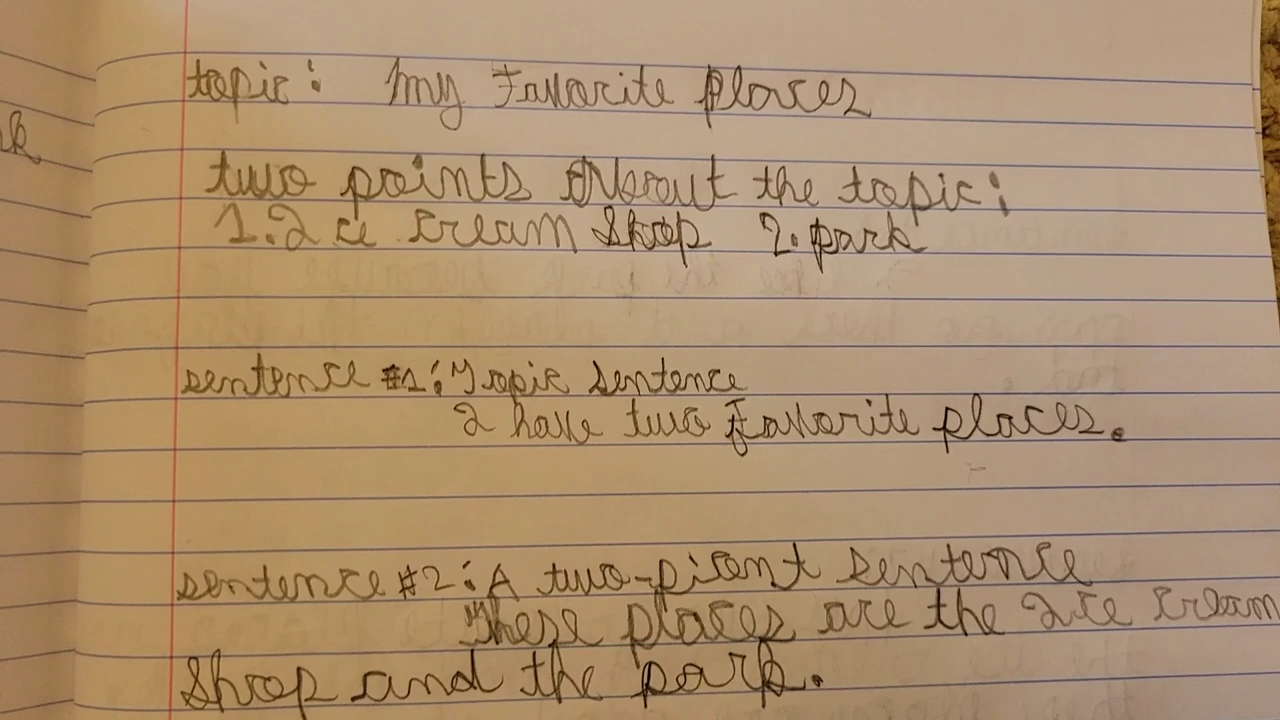 topic: My Favorite places
two points About the topic:
1. Ice cream Shop 2. park
sentence #1: Topic sentence
I have two Favorite places.
sentence #2: A two-piont sentence
These places are the Ice cream
Shop and the park.